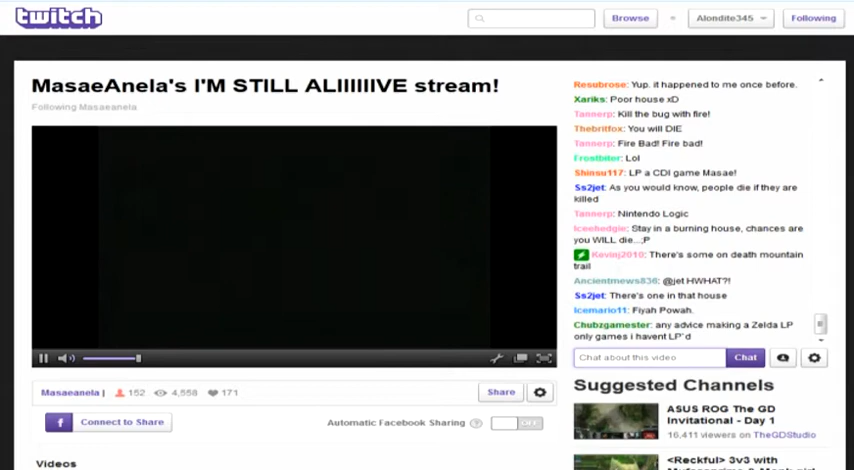 twitch
Browse
Alondite345
Following
MasaeAnela's I'M STILL ALIIIIIIVE stream!
Following Masaeanela
Resubrose: Yup. it happened to me once before.
Xariks: Poor house xD
Tannerp: Kill the bug with fire!
Thebritfox: You will DIE
Tannerp: Fire Bad! Fire bad!
Frostbiter: Lol
Shinsu117: LP a CDI game Masae!
Ss2jet: As you would know, people die if they are
killed
Tannerp: Nintendo Logic
Iceehedgie: Stay in a burning house, chances are
you WILL die...;P
Kevinj2010: There's some on death mountain
trail
Ancientmews836: @jet HWHAT?!
Ss2jet: There's one in that house
Icemario11: Fiyah Powah.
Chubzgamester: any advice making a Zelda LP
only games i havent LP'd
Chat about this video
Chat
Masaeanela | 152 4,558 171
Share
f Connect to Share
Automatic Facebook Sharing ? OFF
Videos
Suggested Channels
ASUS ROG The GD
Invitational - Day 1
16,411 viewers on TheGDStudio
<Reckful> 3v3 with